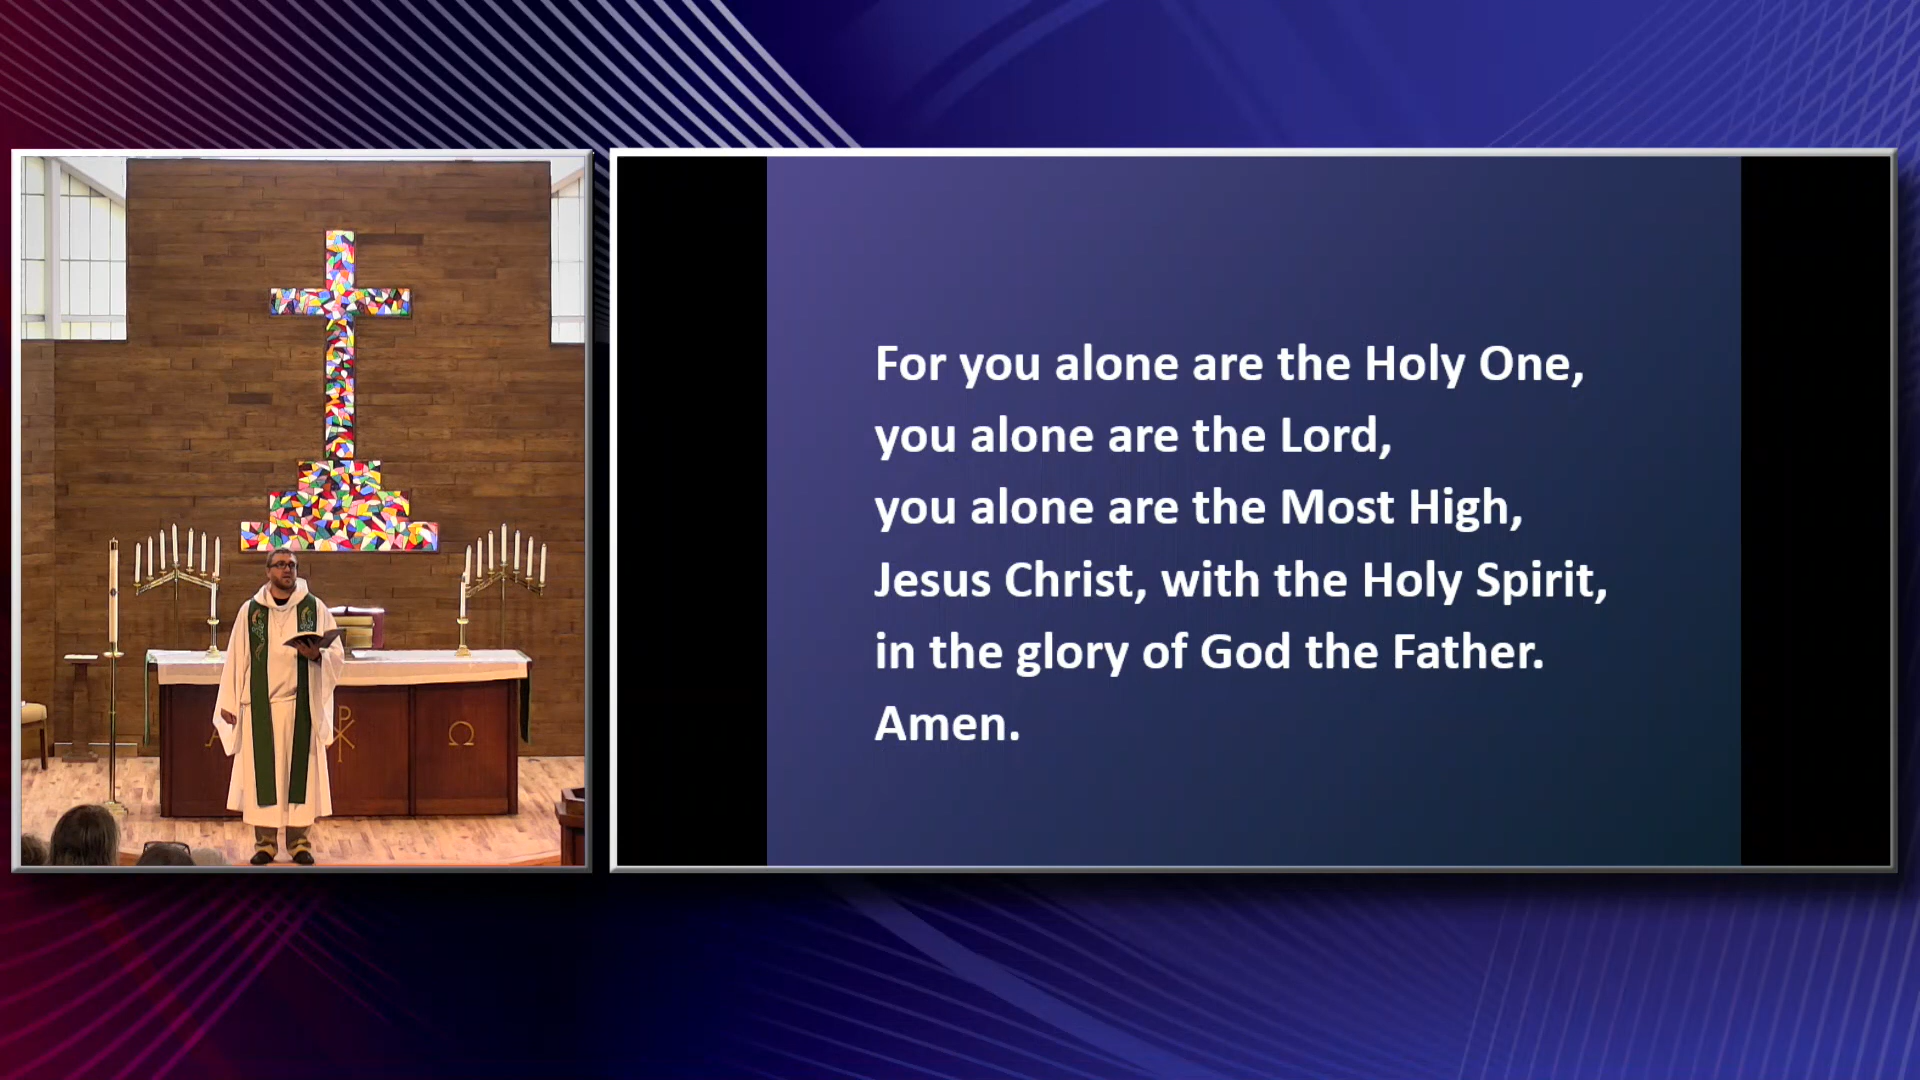 For you alone are the Holy One,
you alone are the Lord,
you alone are the Most High,
Jesus Christ, with the Holy Spirit,
in the glory of God the Father.
Amen.
Α
Ω